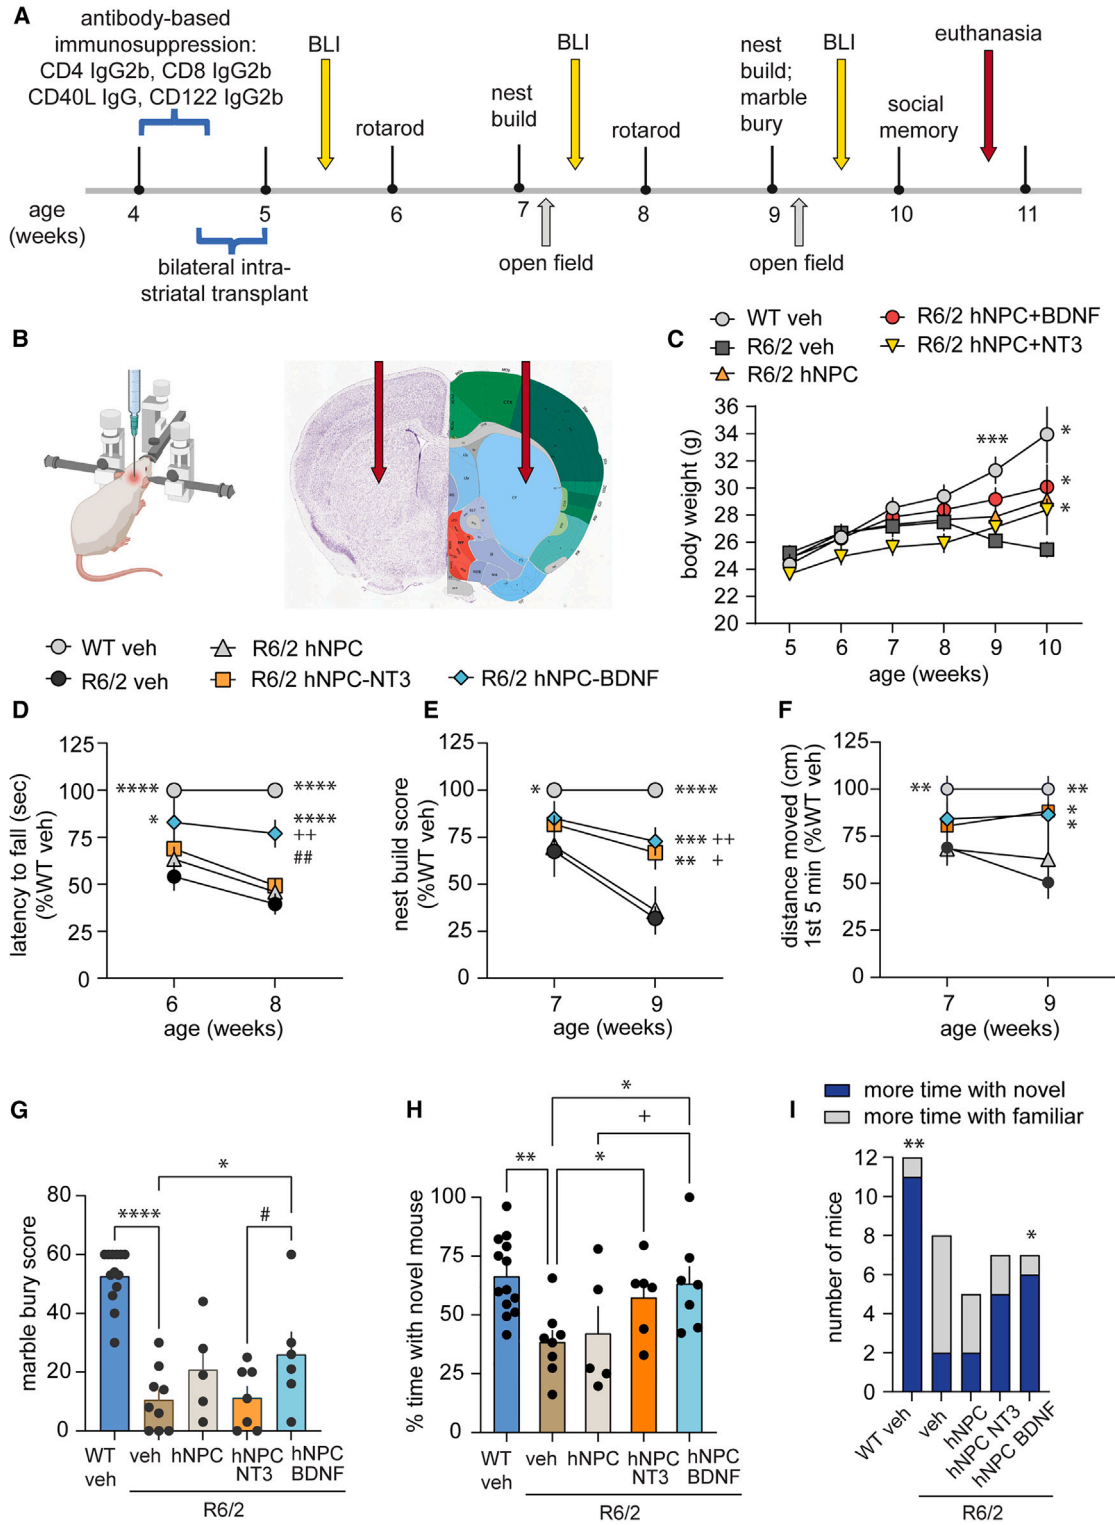 A
antibody-based
immunosuppression:
CD4 IgG2b, CD8 IgG2b
CD40L IgG, CD122 IgG2b
BLI
rotarod
nest
build
BLI
rotarod
nest
build;
marble
bury
BLI
social
memory
euthanasia
age
(weeks)
4 5 6 7 8 9 10 11
bilateral intra-
striatal transplant
open field
open field
B
C
WT veh
R6/2 veh
R6/2 hNPC
R6/2 hNPC+BDNF
R6/2 hNPC+NT3
body weight (g)
36
34
32
30
28
26
24
22
20
***
*
*
*
5 6 7 8 9 10
age (weeks)
WT veh
R6/2 veh
R6/2 hNPC
R6/2 hNPC-NT3
R6/2 hNPC-BDNF
D
latency to fall (sec)
(%WT veh)
125
100
75
50
25
0
****
*
****
****
++
##
6 8
age (weeks)
E
nest build score
(%WT veh)
125
100
75
50
25
0
*
****
*** ++
** +
7 9
age (weeks)
F
distance moved (cm)
1st 5 min (%WT veh)
125
100
75
50
25
0
**
**
*
*
7 9
age (weeks)
G
marble bury score
80
60
40
20
0
****
*
#
WT
veh
veh
hNPC
hNPC
NT3
hNPC
BDNF
R6/2
H
% time with novel mouse
100
75
50
25
0
*
+
**
*
WT
veh
veh
hNPC
hNPC
NT3
hNPC
BDNF
R6/2
I
more time with novel
more time with familiar
number of mice
12
10
8
6
4
2
0
**
*
WT veh
veh
hNPC
hNPC NT3
hNPC BDNF
R6/2